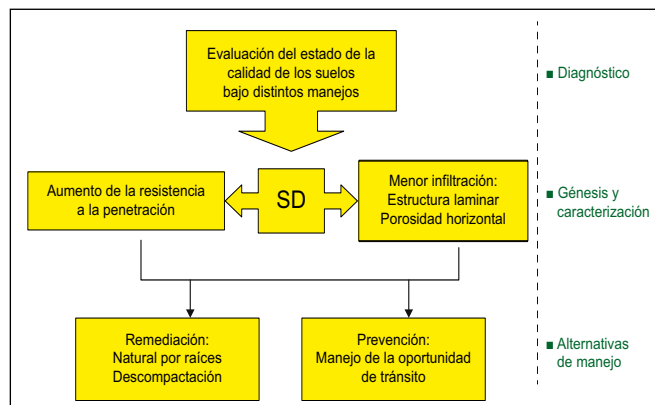 Evaluación del estado de la
calidad de los suelos
bajo distintos manejos
■ Diagnóstico
Aumento de la resistencia
a la penetración
SD
Menor infiltración:
Estructura laminar
Porosidad horizontal
■ Génesis y
caracterización
Remediación:
Natural por raíces
Descompactación
Prevención:
Manejo de la oportunidad
de tránsito
■ Alternativas
de manejo